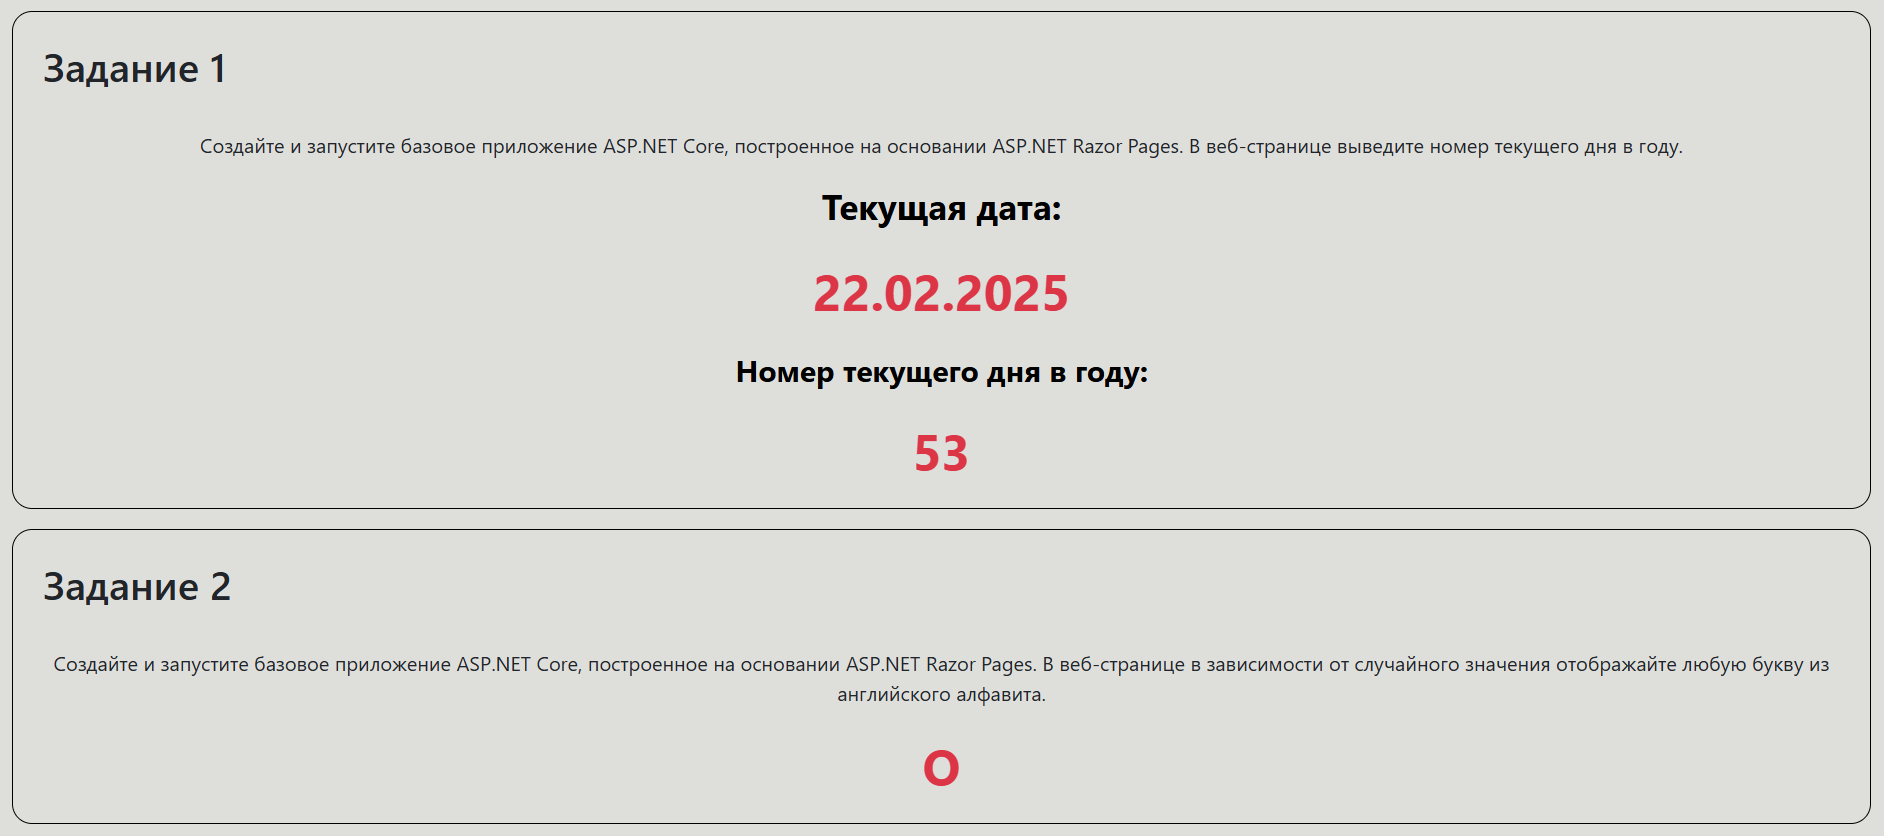 Задание 1
Создайте и запустите базовое приложение ASP.NET Core, построенное на основании ASP.NET Razor Pages. В веб-странице выведите номер текущего дня в году.
Текущая дата:
22.02.2025
Номер текущего дня в году:
53
Задание 2
Создайте и запустите базовое приложение ASP.NET Core, построенное на основании ASP.NET Razor Pages. В веб-странице в зависимости от случайного значения отображайте любую букву из
английского алфавита.
O